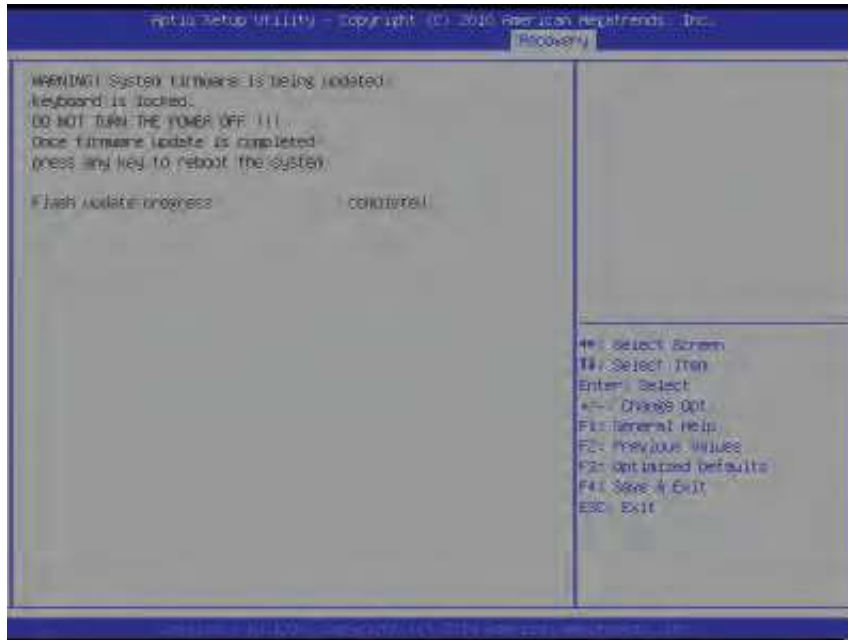 Aptio Setup Utility - Copyright (C) 2010 American Megatrends, Inc.
Recovery
WARNING! System firmware is being updated.
Keyboard is locked.
DO NOT TURN THE POWER OFF !!!
Once firmware update is completed
press any key to reboot the system
Flash update progress completed
↔: Select Screen
↑↓: Select Item
Enter: Select
+/-: Change Opt.
F1: General Help
F2: Previous Values
F3: Optimized Defaults
F4: Save & Exit
ESC: Exit